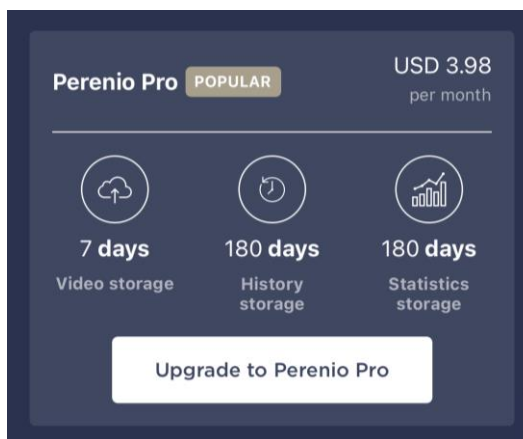 Perenio Pro POPULAR
USD 3.98
per month
7 days
Video storage
180 days
History
storage
180 days
Statistics
storage
Upgrade to Perenio Pro